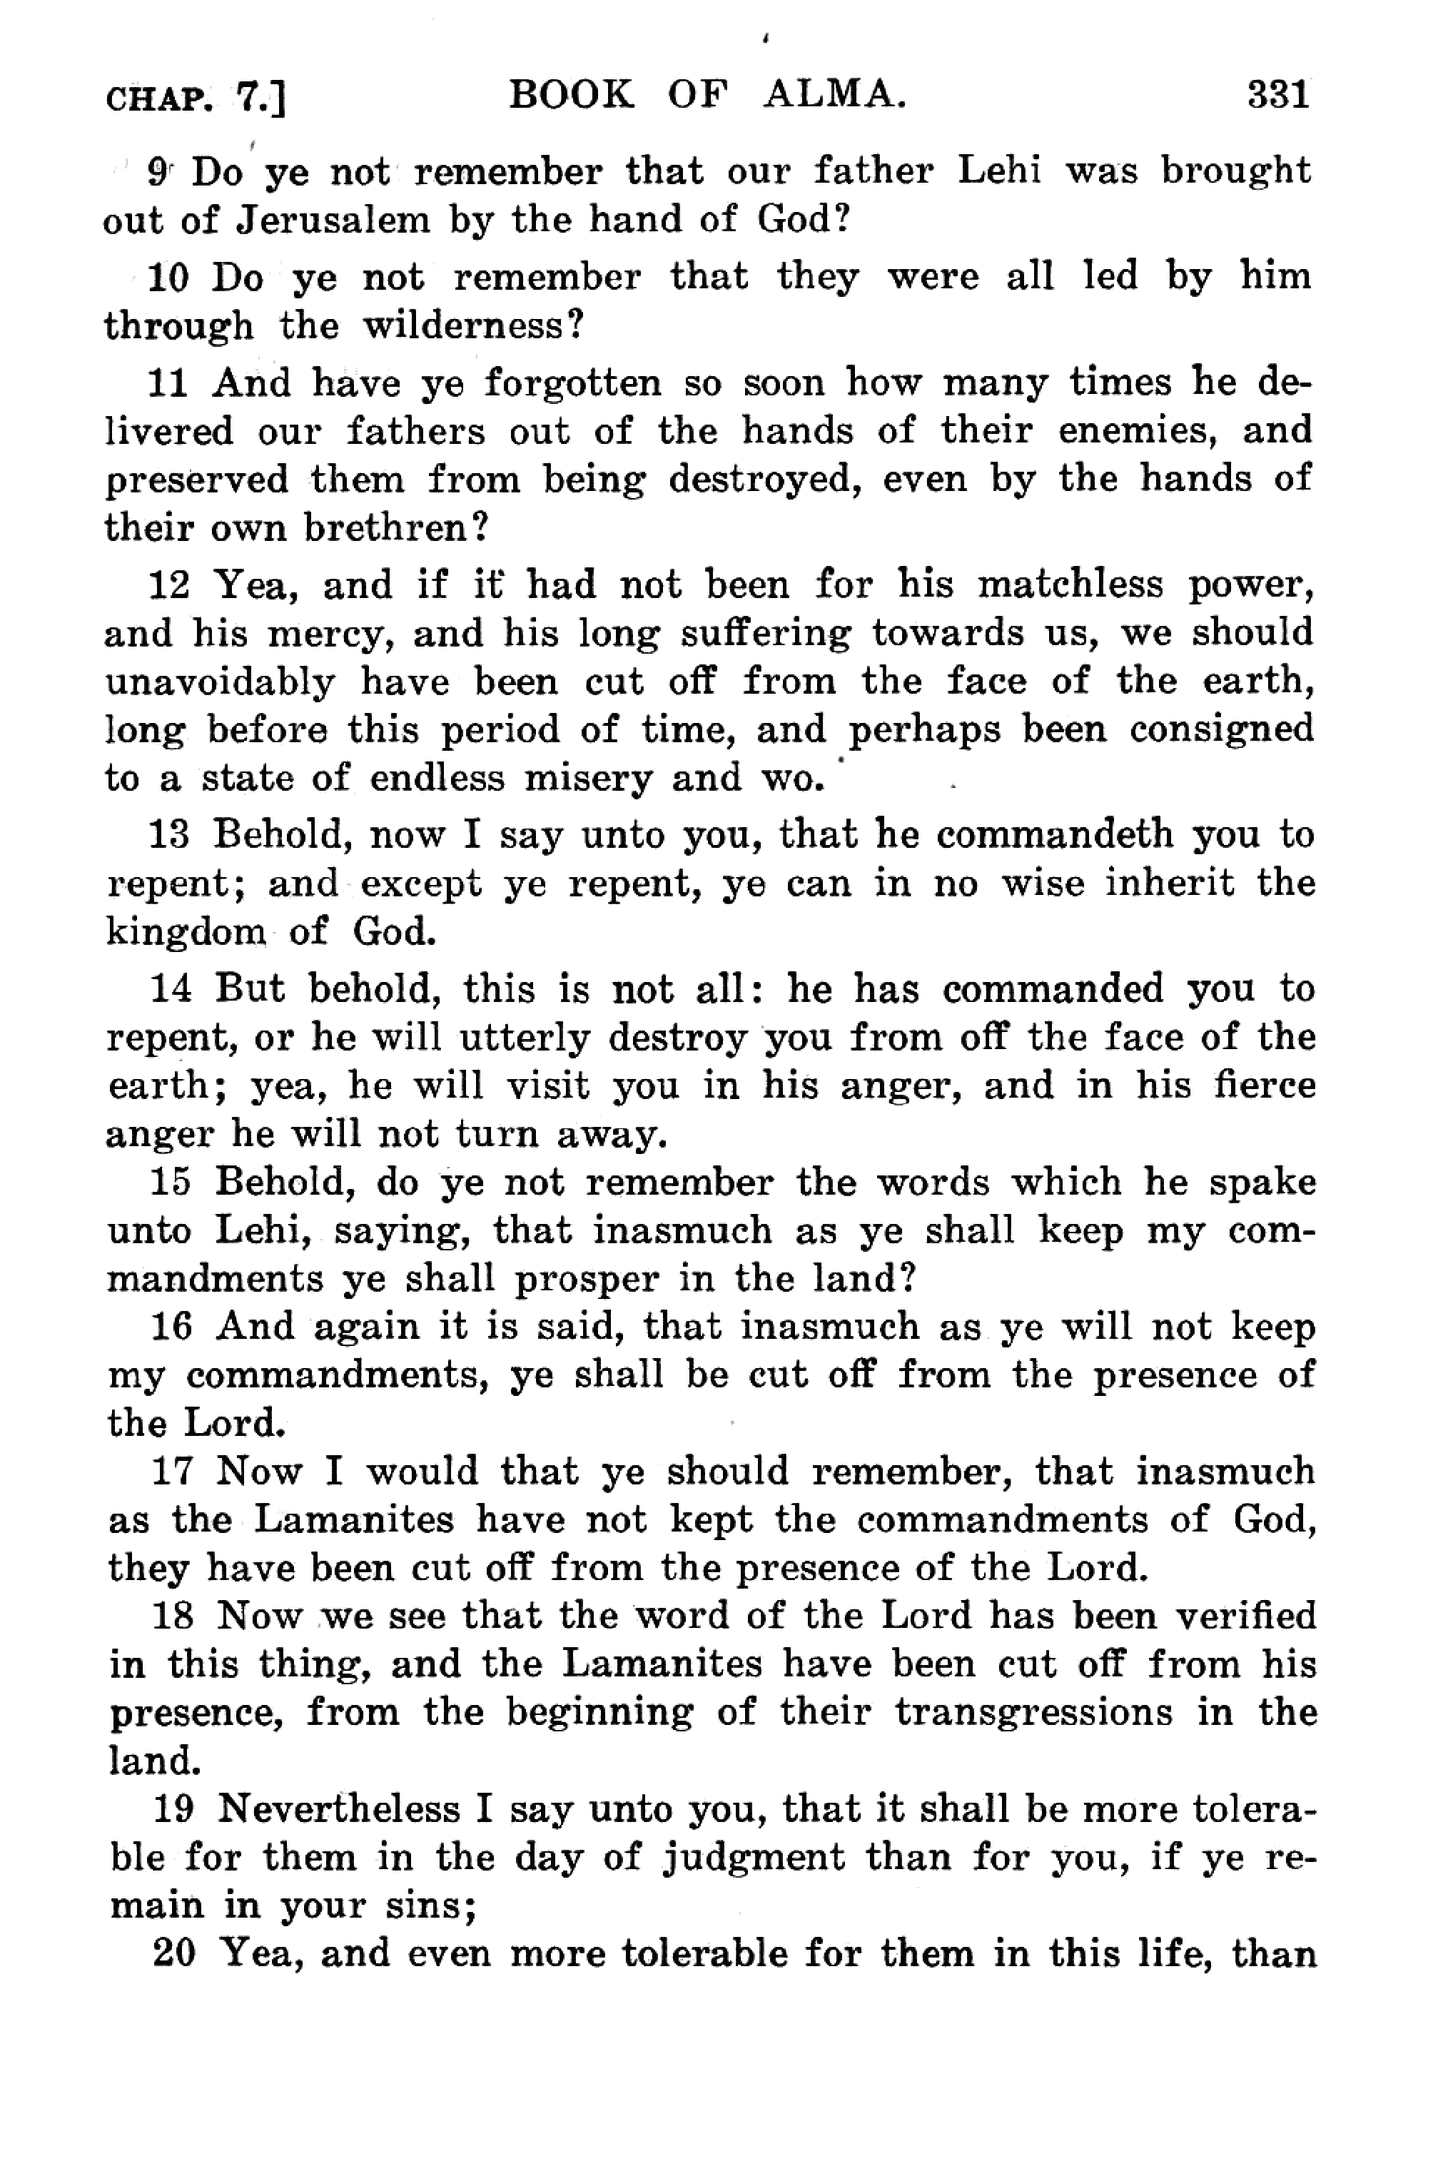 CHAP. 7.] BOOK OF ALMA. 331
9 Do ye not remember that our father Lehi was brought
out of Jerusalem by the hand of God?
10 Do ye not remember that they were all led by him
through the wilderness?
11 And have ye forgotten so soon how many times he de-
livered our fathers out of the hands of their enemies, and
preserved them from being destroyed, even by the hands of
their own brethren?
12 Yea, and if it had not been for his matchless power,
and his mercy, and his long suffering towards us, we should
unavoidably have been cut off from the face of the earth,
long before this period of time, and perhaps been consigned
to a state of endless misery and wo.
13 Behold, now I say unto you, that he commandeth you to
repent; and except ye repent, ye can in no wise inherit the
kingdom of God.
14 But behold, this is not all: he has commanded you to
repent, or he will utterly destroy you from off the face of the
earth; yea, he will visit you in his anger, and in his fierce
anger he will not turn away.
15 Behold, do ye not remember the words which he spake
unto Lehi, saying, that inasmuch as ye shall keep my com-
mandments ye shall prosper in the land?
16 And again it is said, that inasmuch as ye will not keep
my commandments, ye shall be cut off from the presence of
the Lord.
17 Now I would that ye should remember, that inasmuch
as the Lamanites have not kept the commandments of God,
they have been cut off from the presence of the Lord.
18 Now we see that the word of the Lord has been verified
in this thing, and the Lamanites have been cut off from his
presence, from the beginning of their transgressions in the
land.
19 Nevertheless I say unto you, that it shall be more tolera-
ble for them in the day of judgment than for you, if ye re-
main in your sins;
20 Yea, and even more tolerable for them in this life, than